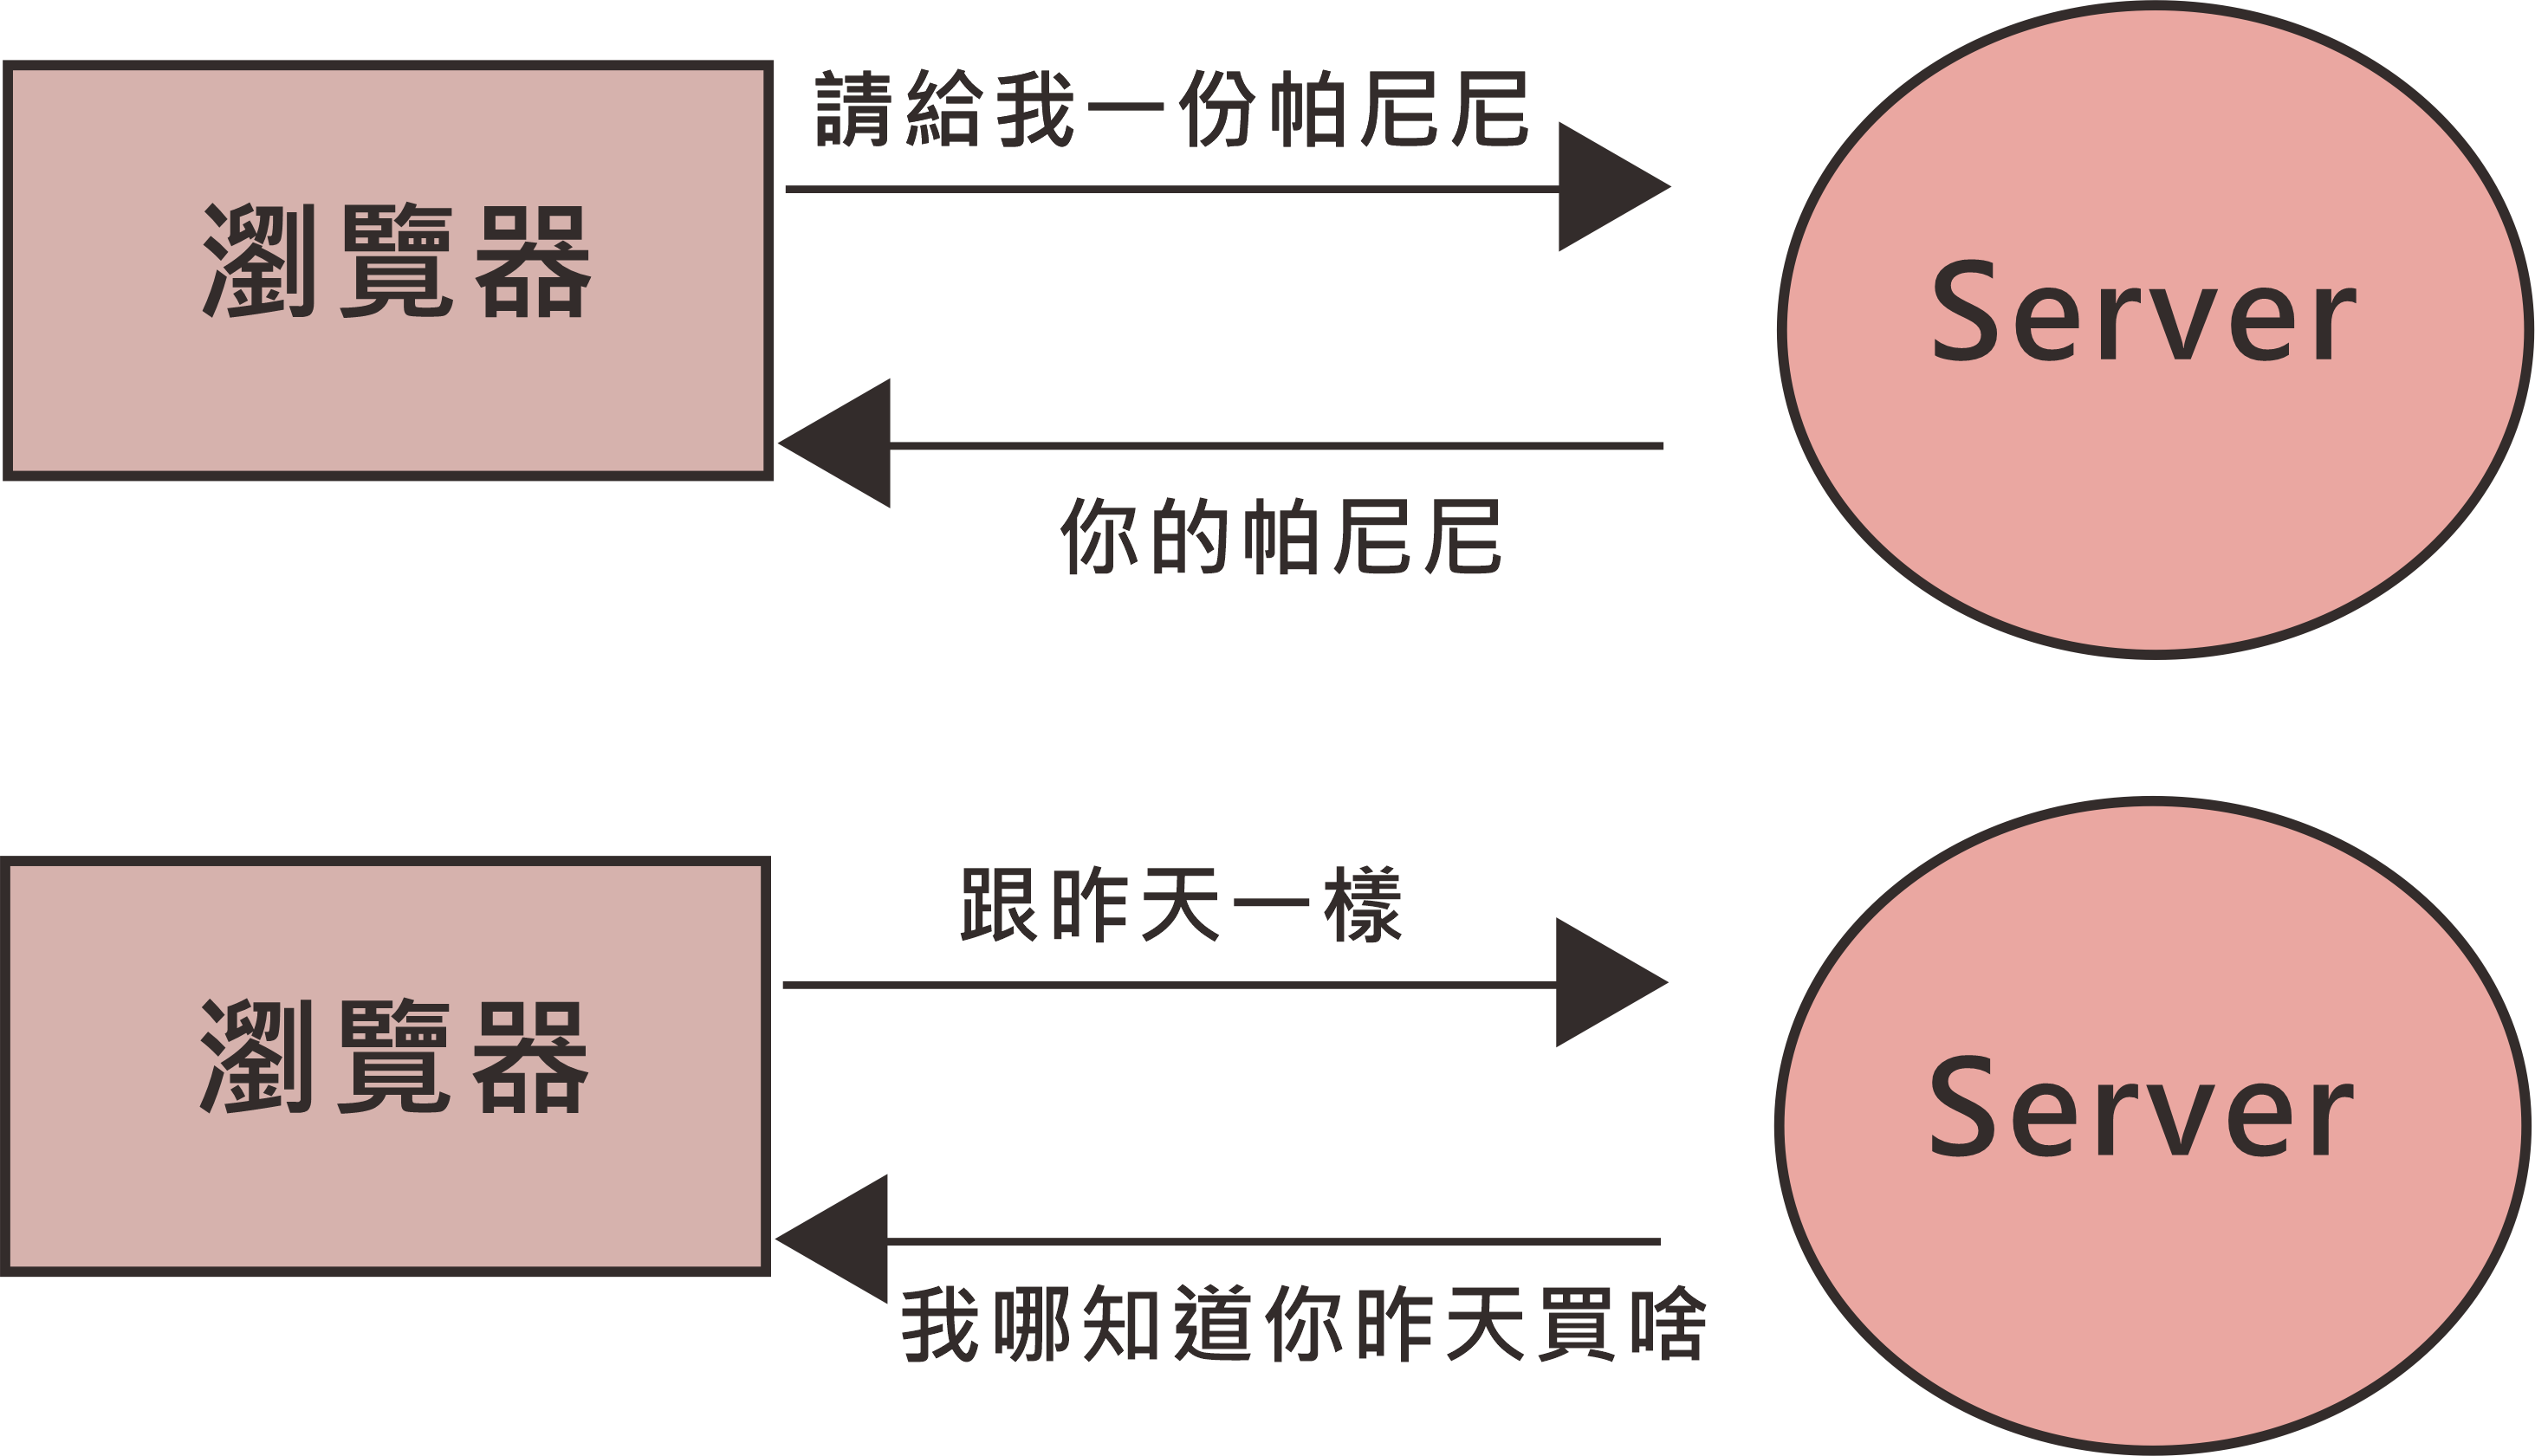 請給我一份帕尼尼
瀏覽器
Server
你的帕尼尼
跟昨天一樣
瀏覽器
Server
我哪知道你昨天買啥